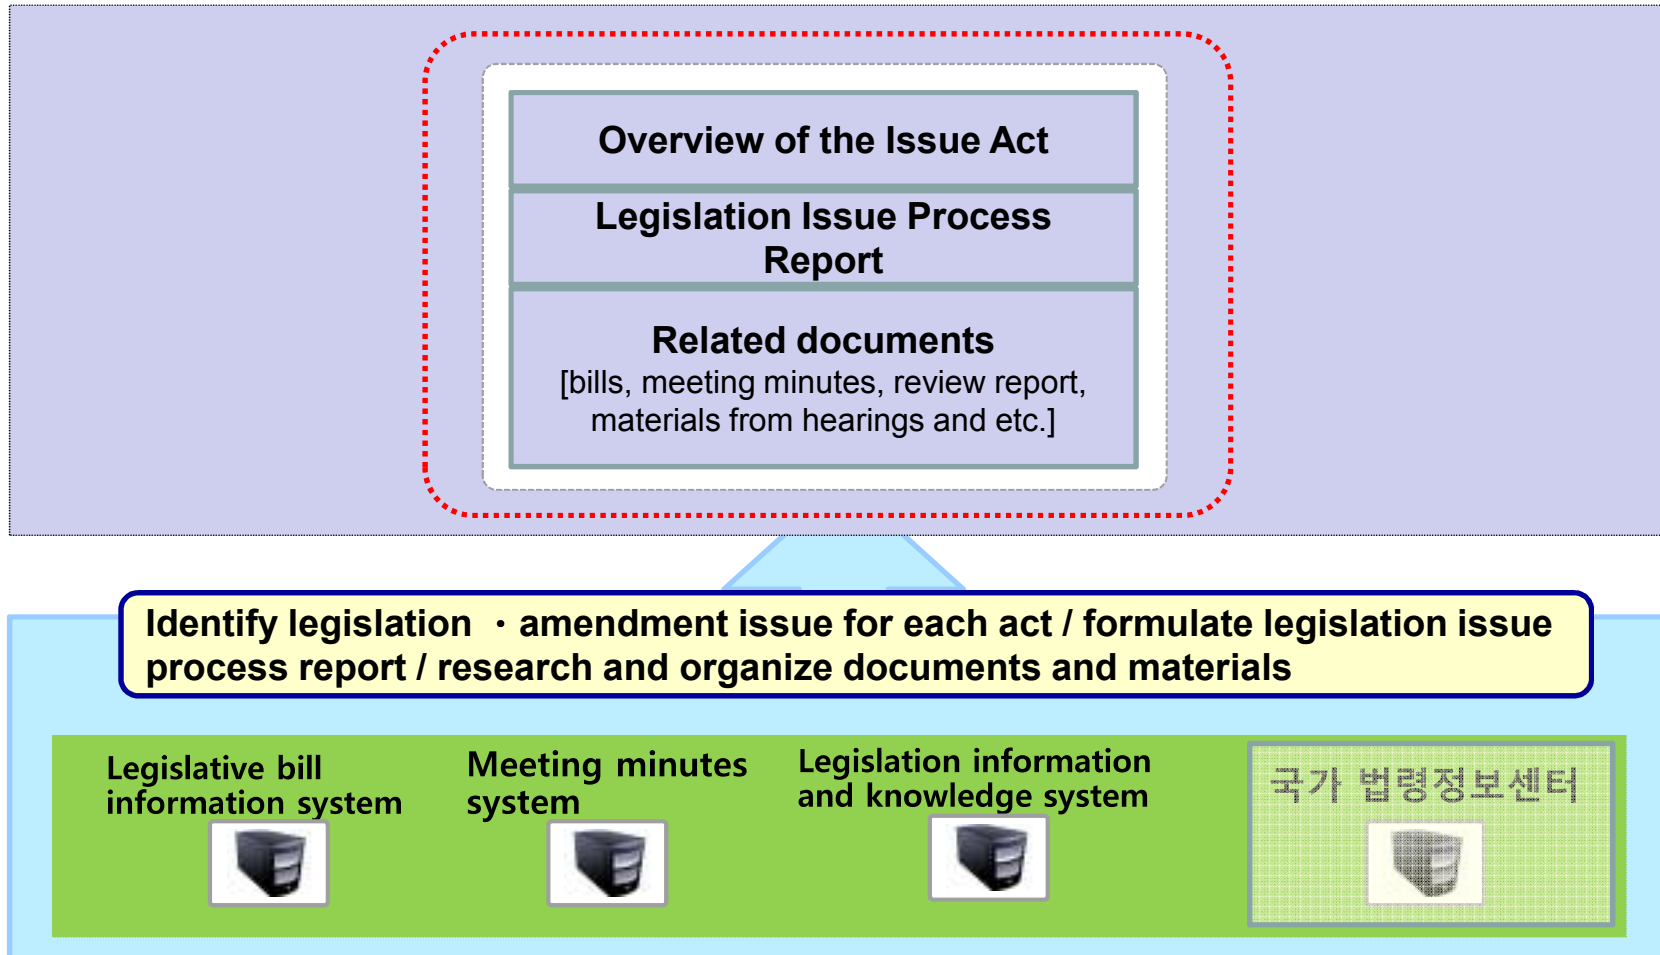 Overview of the Issue Act
Legislation Issue Process
Report
Related documents
[bills, meeting minutes, review report,
materials from hearings and etc.]
Identify legislation ・amendment issue for each act / formulate legislation issue
process report / research and organize documents and materials
Legislative bill
information system
Meeting minutes
system
Legislation information
and knowledge system
국가 법령정보센터